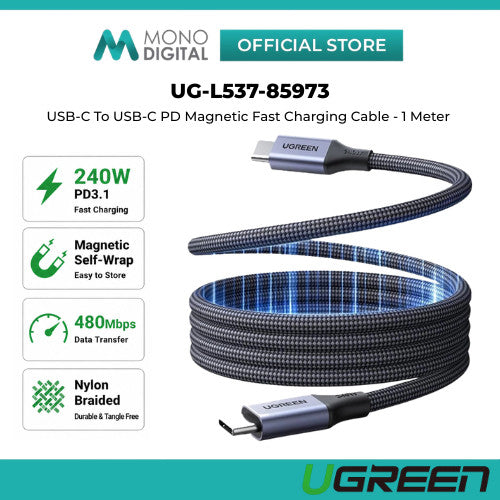 MONO
DIGITAL
OFFICIAL STORE
UG-L537-85973
USB-C To USB-C PD Magnetic Fast Charging Cable - 1 Meter
UGREEN
240W
240W
PD3.1
Fast Charging
Magnetic
Self-Wrap
Easy to Store
480Mbps
Data Transfer
Nylon
Braided
Durable & Tangle Free
UGREEN
UGREEN